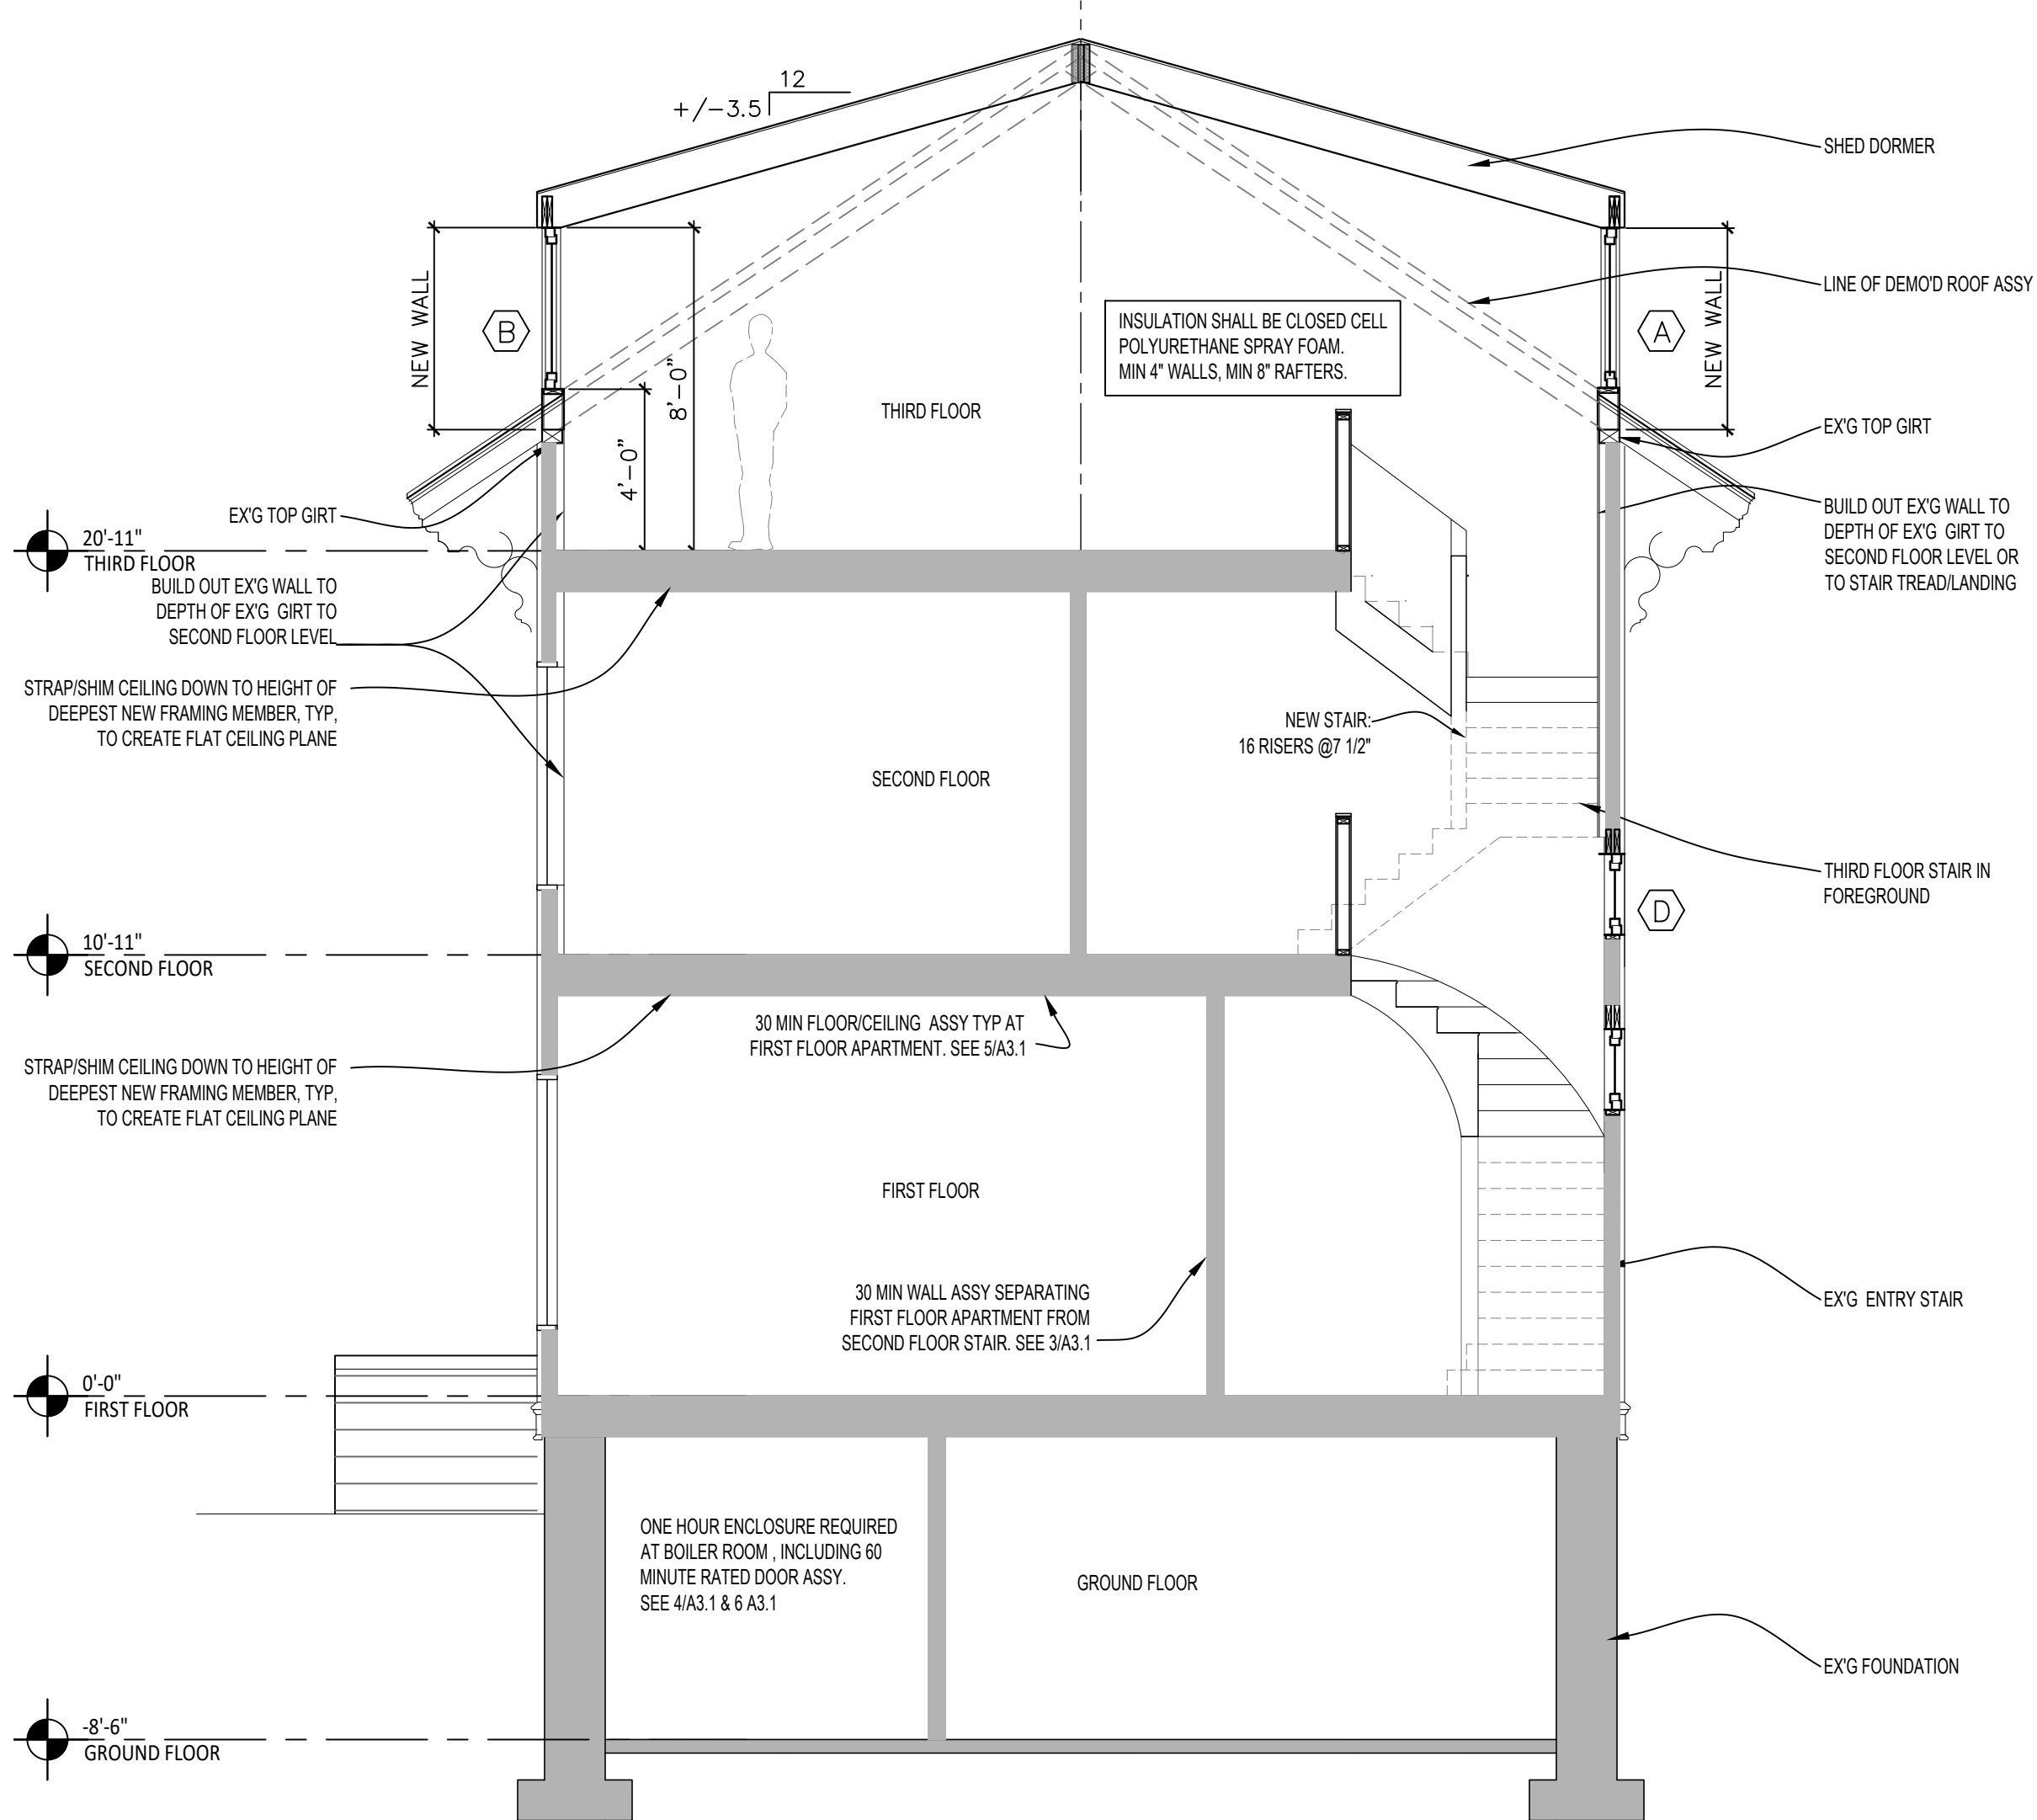 12
+/-3.5
SHED DORMER
LINE OF DEMO'D ROOF ASSY
NEW WALL
B
8'-0"
4'-0"
INSULATION SHALL BE CLOSED CELL
POLYURETHANE SPRAY FOAM.
MIN 4" WALLS, MIN 8" RAFTERS.
A
NEW WALL
THIRD FLOOR
EX'G TOP GIRT
EX'G TOP GIRT
BUILD OUT EX'G WALL TO
DEPTH OF EX'G GIRT TO
SECOND FLOOR LEVEL OR
TO STAIR TREAD/LANDING
20'-11"
THIRD FLOOR
BUILD OUT EX'G WALL TO
DEPTH OF EX'G GIRT TO
SECOND FLOOR LEVEL
STRAP/SHIM CEILING DOWN TO HEIGHT OF
DEEPEST NEW FRAMING MEMBER, TYP,
TO CREATE FLAT CEILING PLANE
NEW STAIR:
16 RISERS @7 1/2"
SECOND FLOOR
THIRD FLOOR STAIR IN
FOREGROUND
D
10'-11"
SECOND FLOOR
30 MIN FLOOR/CEILING ASSY TYP AT
FIRST FLOOR APARTMENT. SEE 5/A3.1
STRAP/SHIM CEILING DOWN TO HEIGHT OF
DEEPEST NEW FRAMING MEMBER, TYP,
TO CREATE FLAT CEILING PLANE
FIRST FLOOR
30 MIN WALL ASSY SEPARATING
FIRST FLOOR APARTMENT FROM
SECOND FLOOR STAIR. SEE 3/A3.1
EX'G ENTRY STAIR
0'-0"
FIRST FLOOR
ONE HOUR ENCLOSURE REQUIRED
AT BOILER ROOM , INCLUDING 60
MINUTE RATED DOOR ASSY.
SEE 4/A3.1 & 6 A3.1
GROUND FLOOR
EX'G FOUNDATION
-8'-6"
GROUND FLOOR